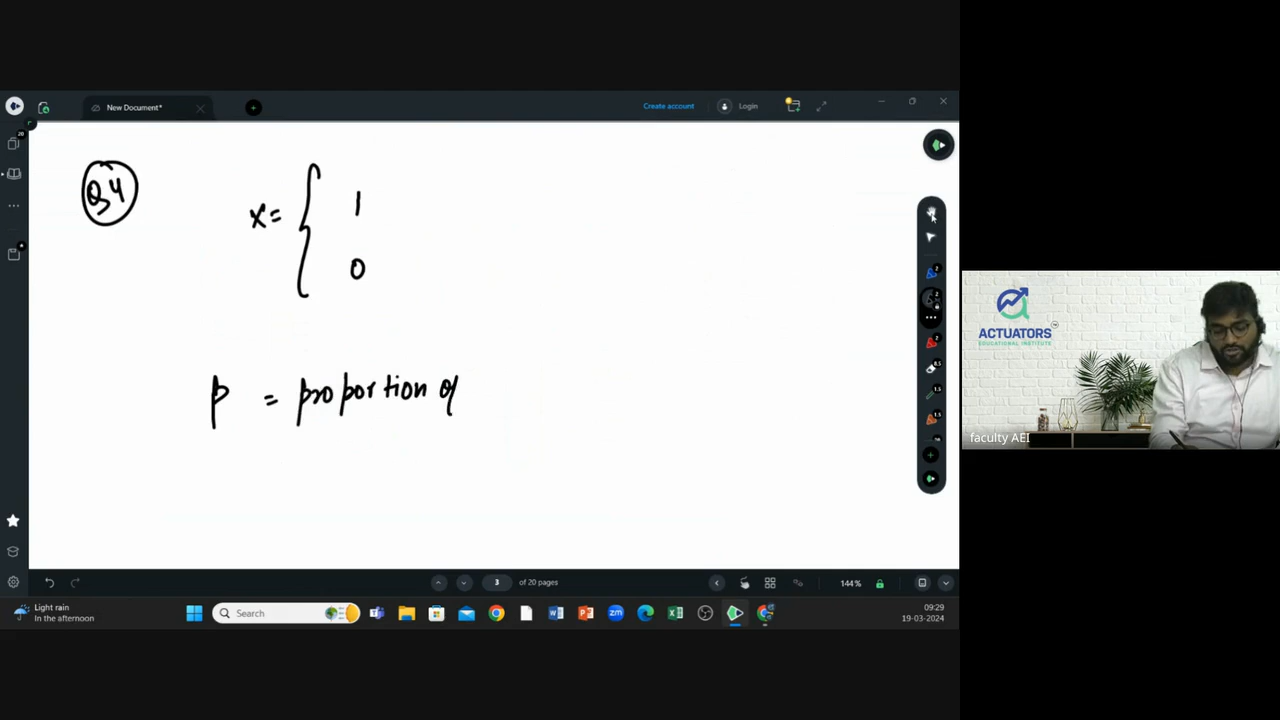 New Document*
Create account
Login
Q4
x = { 1
0
p = proportion of
ACTUATORS
EDUCATIONAL INSTITUTE
TM
faculty AEI
3 of 20 pages
144%
Light rain
In the afternoon
Search
09:29
19-03-2024